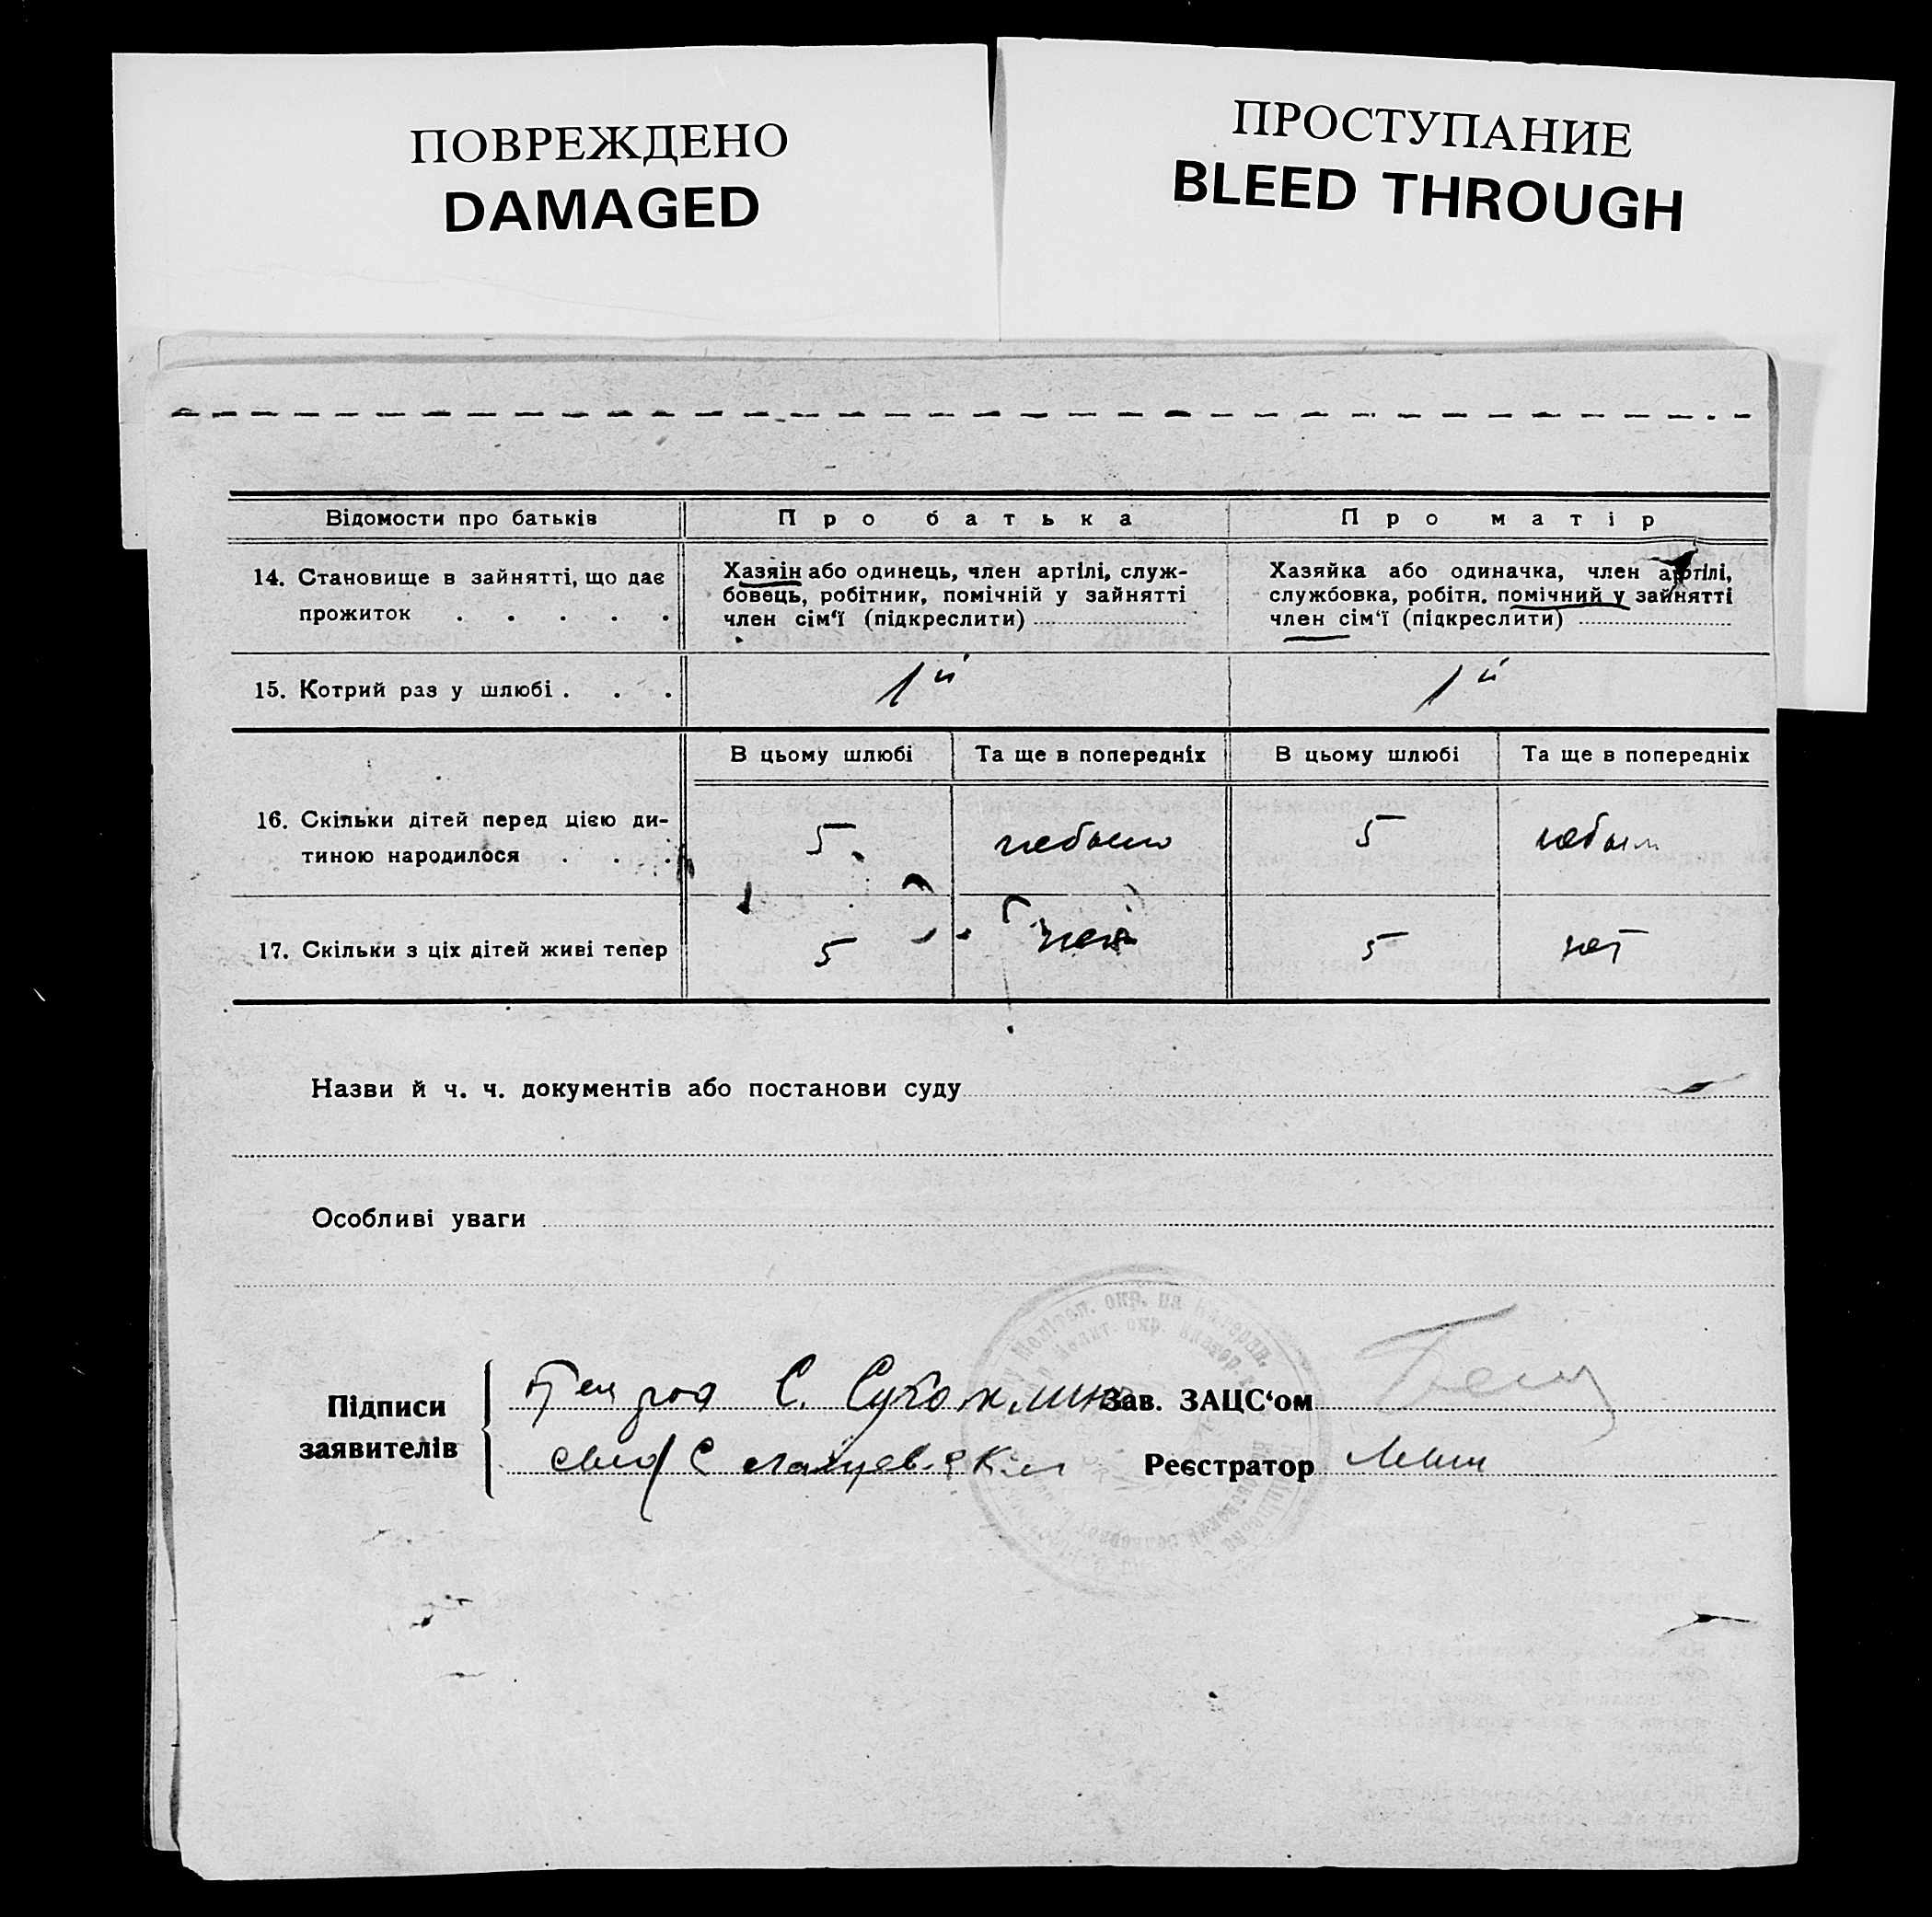 ПОВРЕЖДЕНО
DAMAGED
ПРОСТУПАНИЕ
BLEED THROUGH
Відомости про батьків
Про батька
Про матір
14. Становище в зайнятті, що дає
прожиток . . . . .
Хазяін або одинець, член артілі, служ-
бовець, робітник, помічній у зайнятті
член сім'ї (підкреслити)
Хазяйка або одиначка, член артілі,
службовка, робітн. помічний у зайнятті
член сім'ї (підкреслити)
15. Котрий раз у шлюбі . . .
1й
1й
В цьому шлюбі
Та ще в попередніх
В цьому шлюбі
Та ще в попередніх
16. Скільки дітей перед цією ди-
тиною народилося . . .
5
небыло
5
небыло
17. Скільки з ціх дітей живі тепер
5
нет
5
нет
Назви й ч. ч. документів або постанови суду
Особливі уваги
Підписи
заявителів
С.
Зав. ЗАЦС'ом
Реєстратор